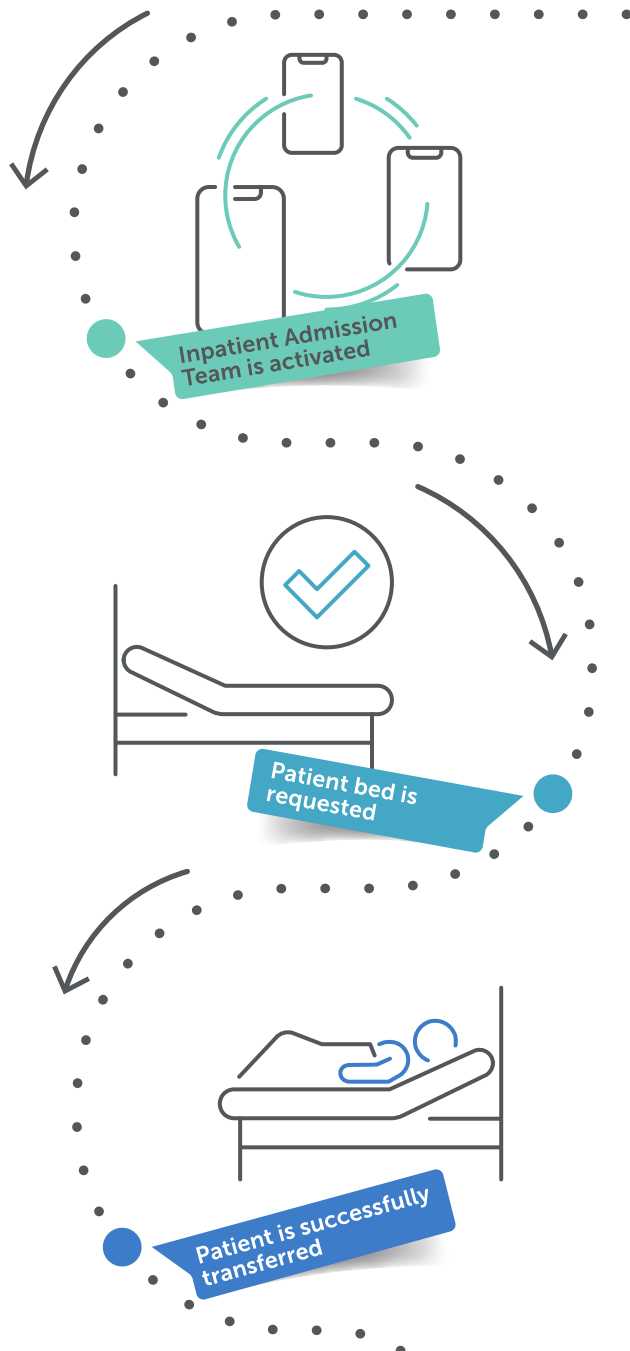 Inpatient Admission
Team is activated
Patient bed is
requested
Patient is successfully
transferred